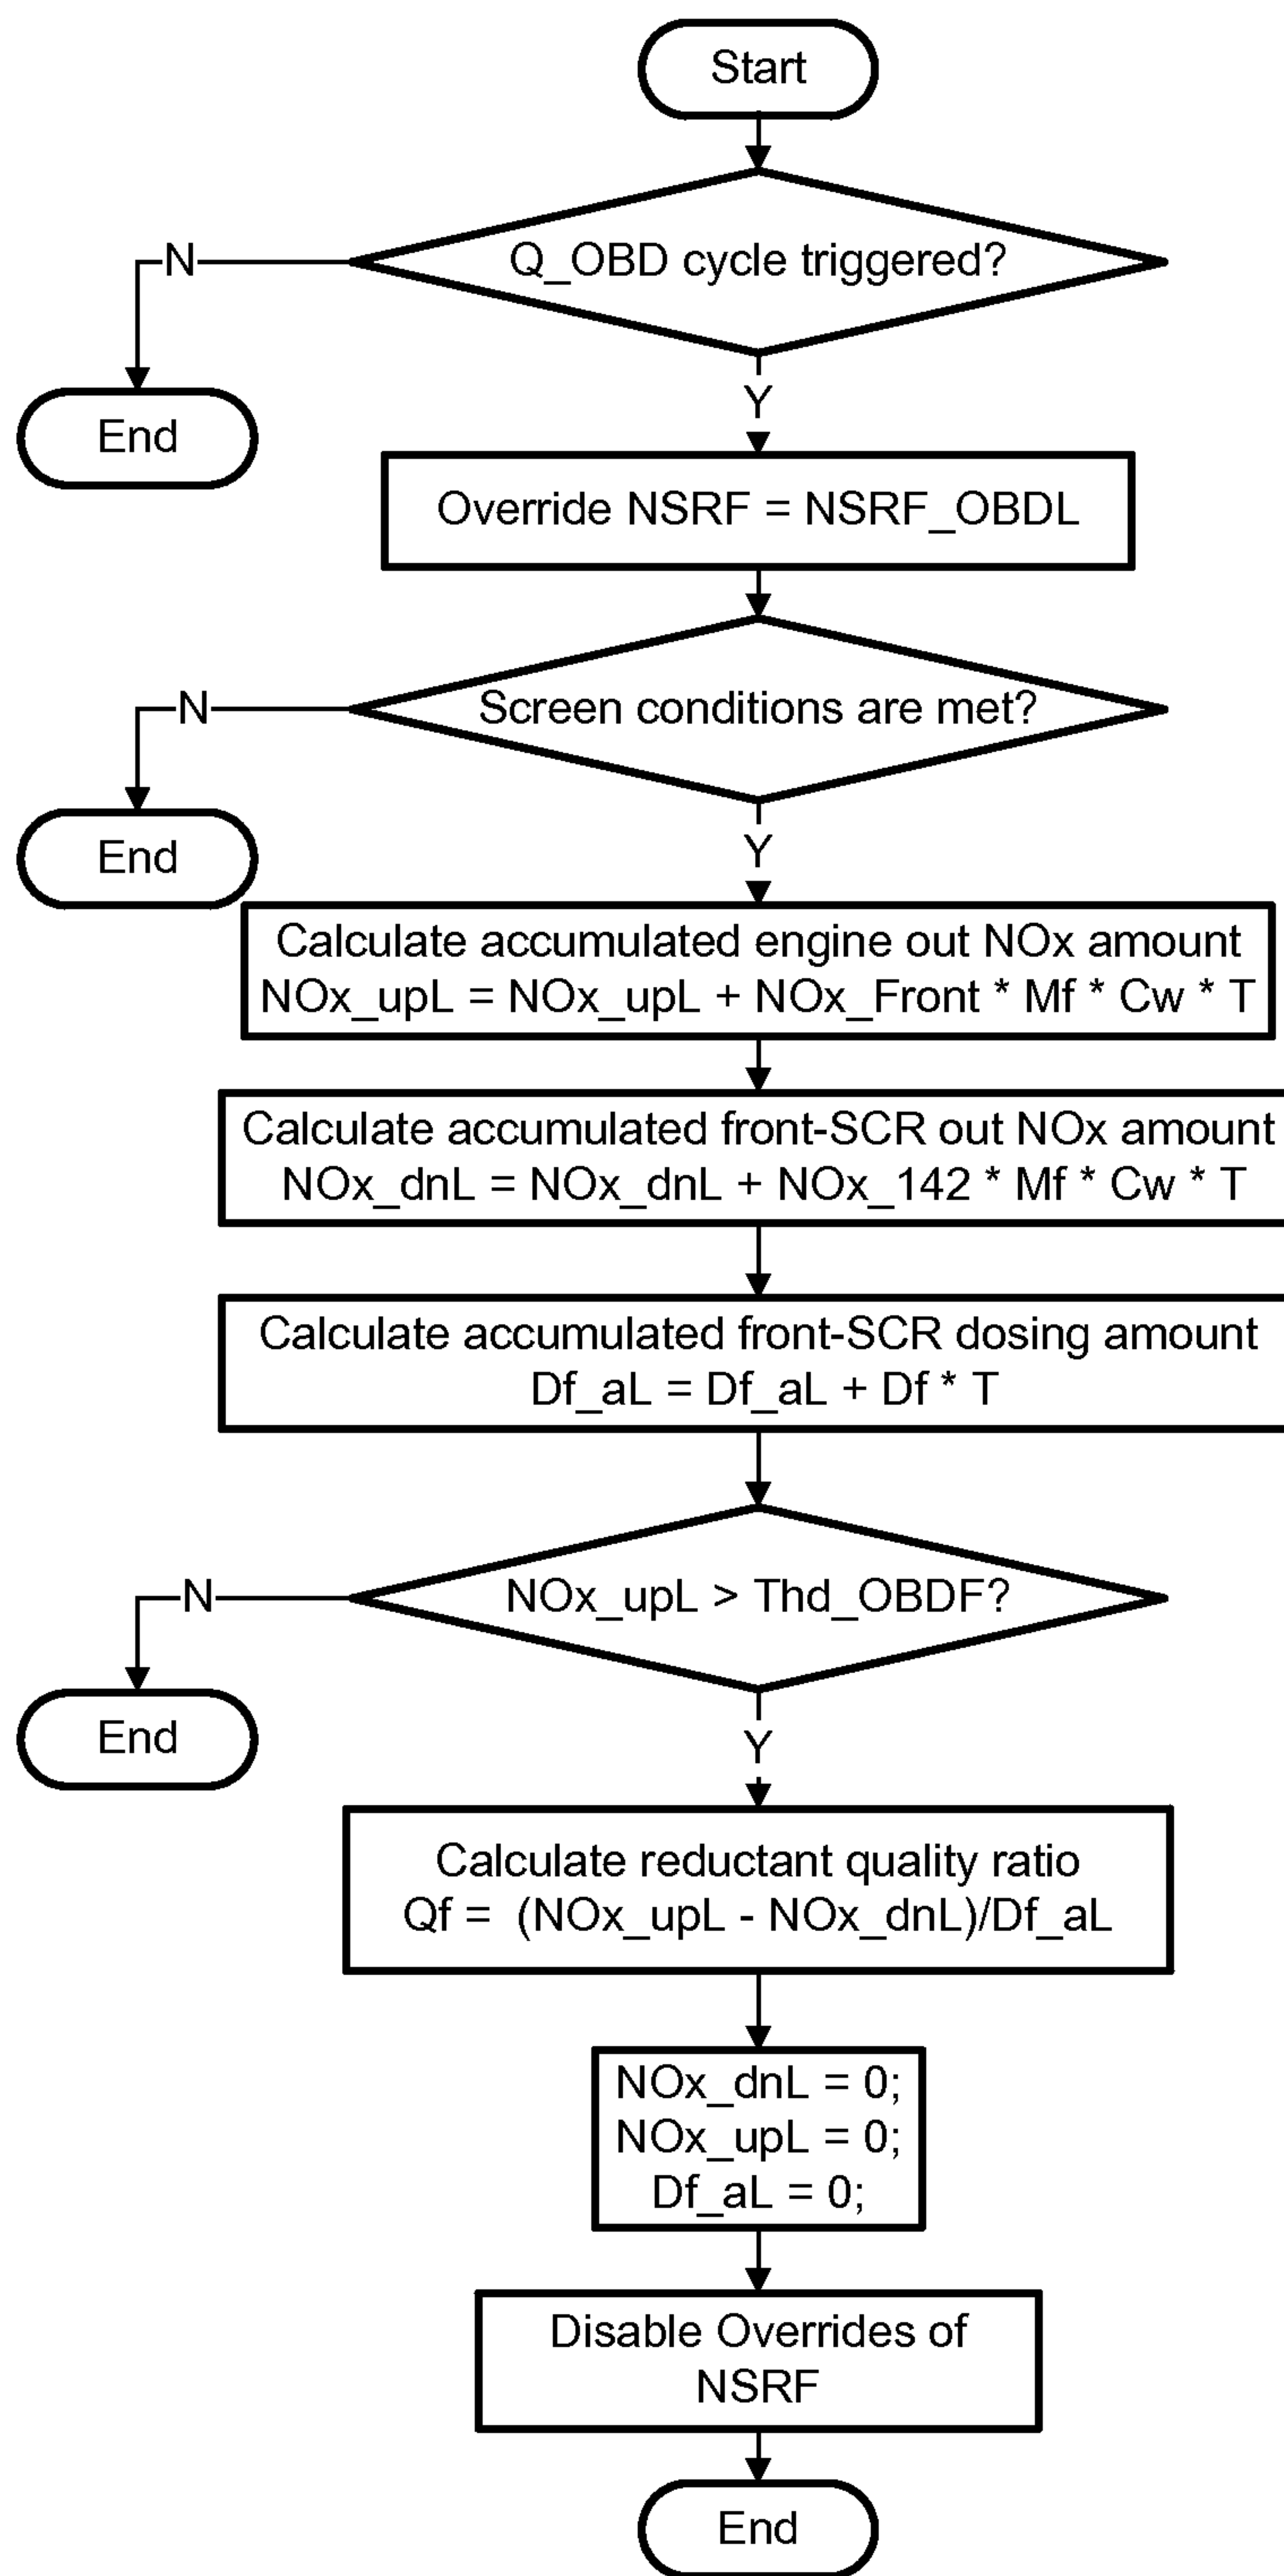 Start
Q_OBD cycle triggered?
N
End
Y
Override NSRF = NSRF_OBDL
Screen conditions are met?
N
End
Y
Calculate accumulated engine out NOx amount
NOx_upL = NOx_upL + NOx_Front * Mf * Cw * T
Calculate accumulated front-SCR out NOx amount
NOx_dnL = NOx_dnL + NOx_142 * Mf * Cw * T
Calculate accumulated front-SCR dosing amount
Df_aL = Df_aL + Df * T
NOx_upL > Thd_OBDF?
N
End
Y
Calculate reductant quality ratio
Qf = (NOx_upL - NOx_dnL)/Df_aL
NOx_dnL = 0;
NOx_upL = 0;
Df_aL = 0;
Disable Overrides of
NSRF
End